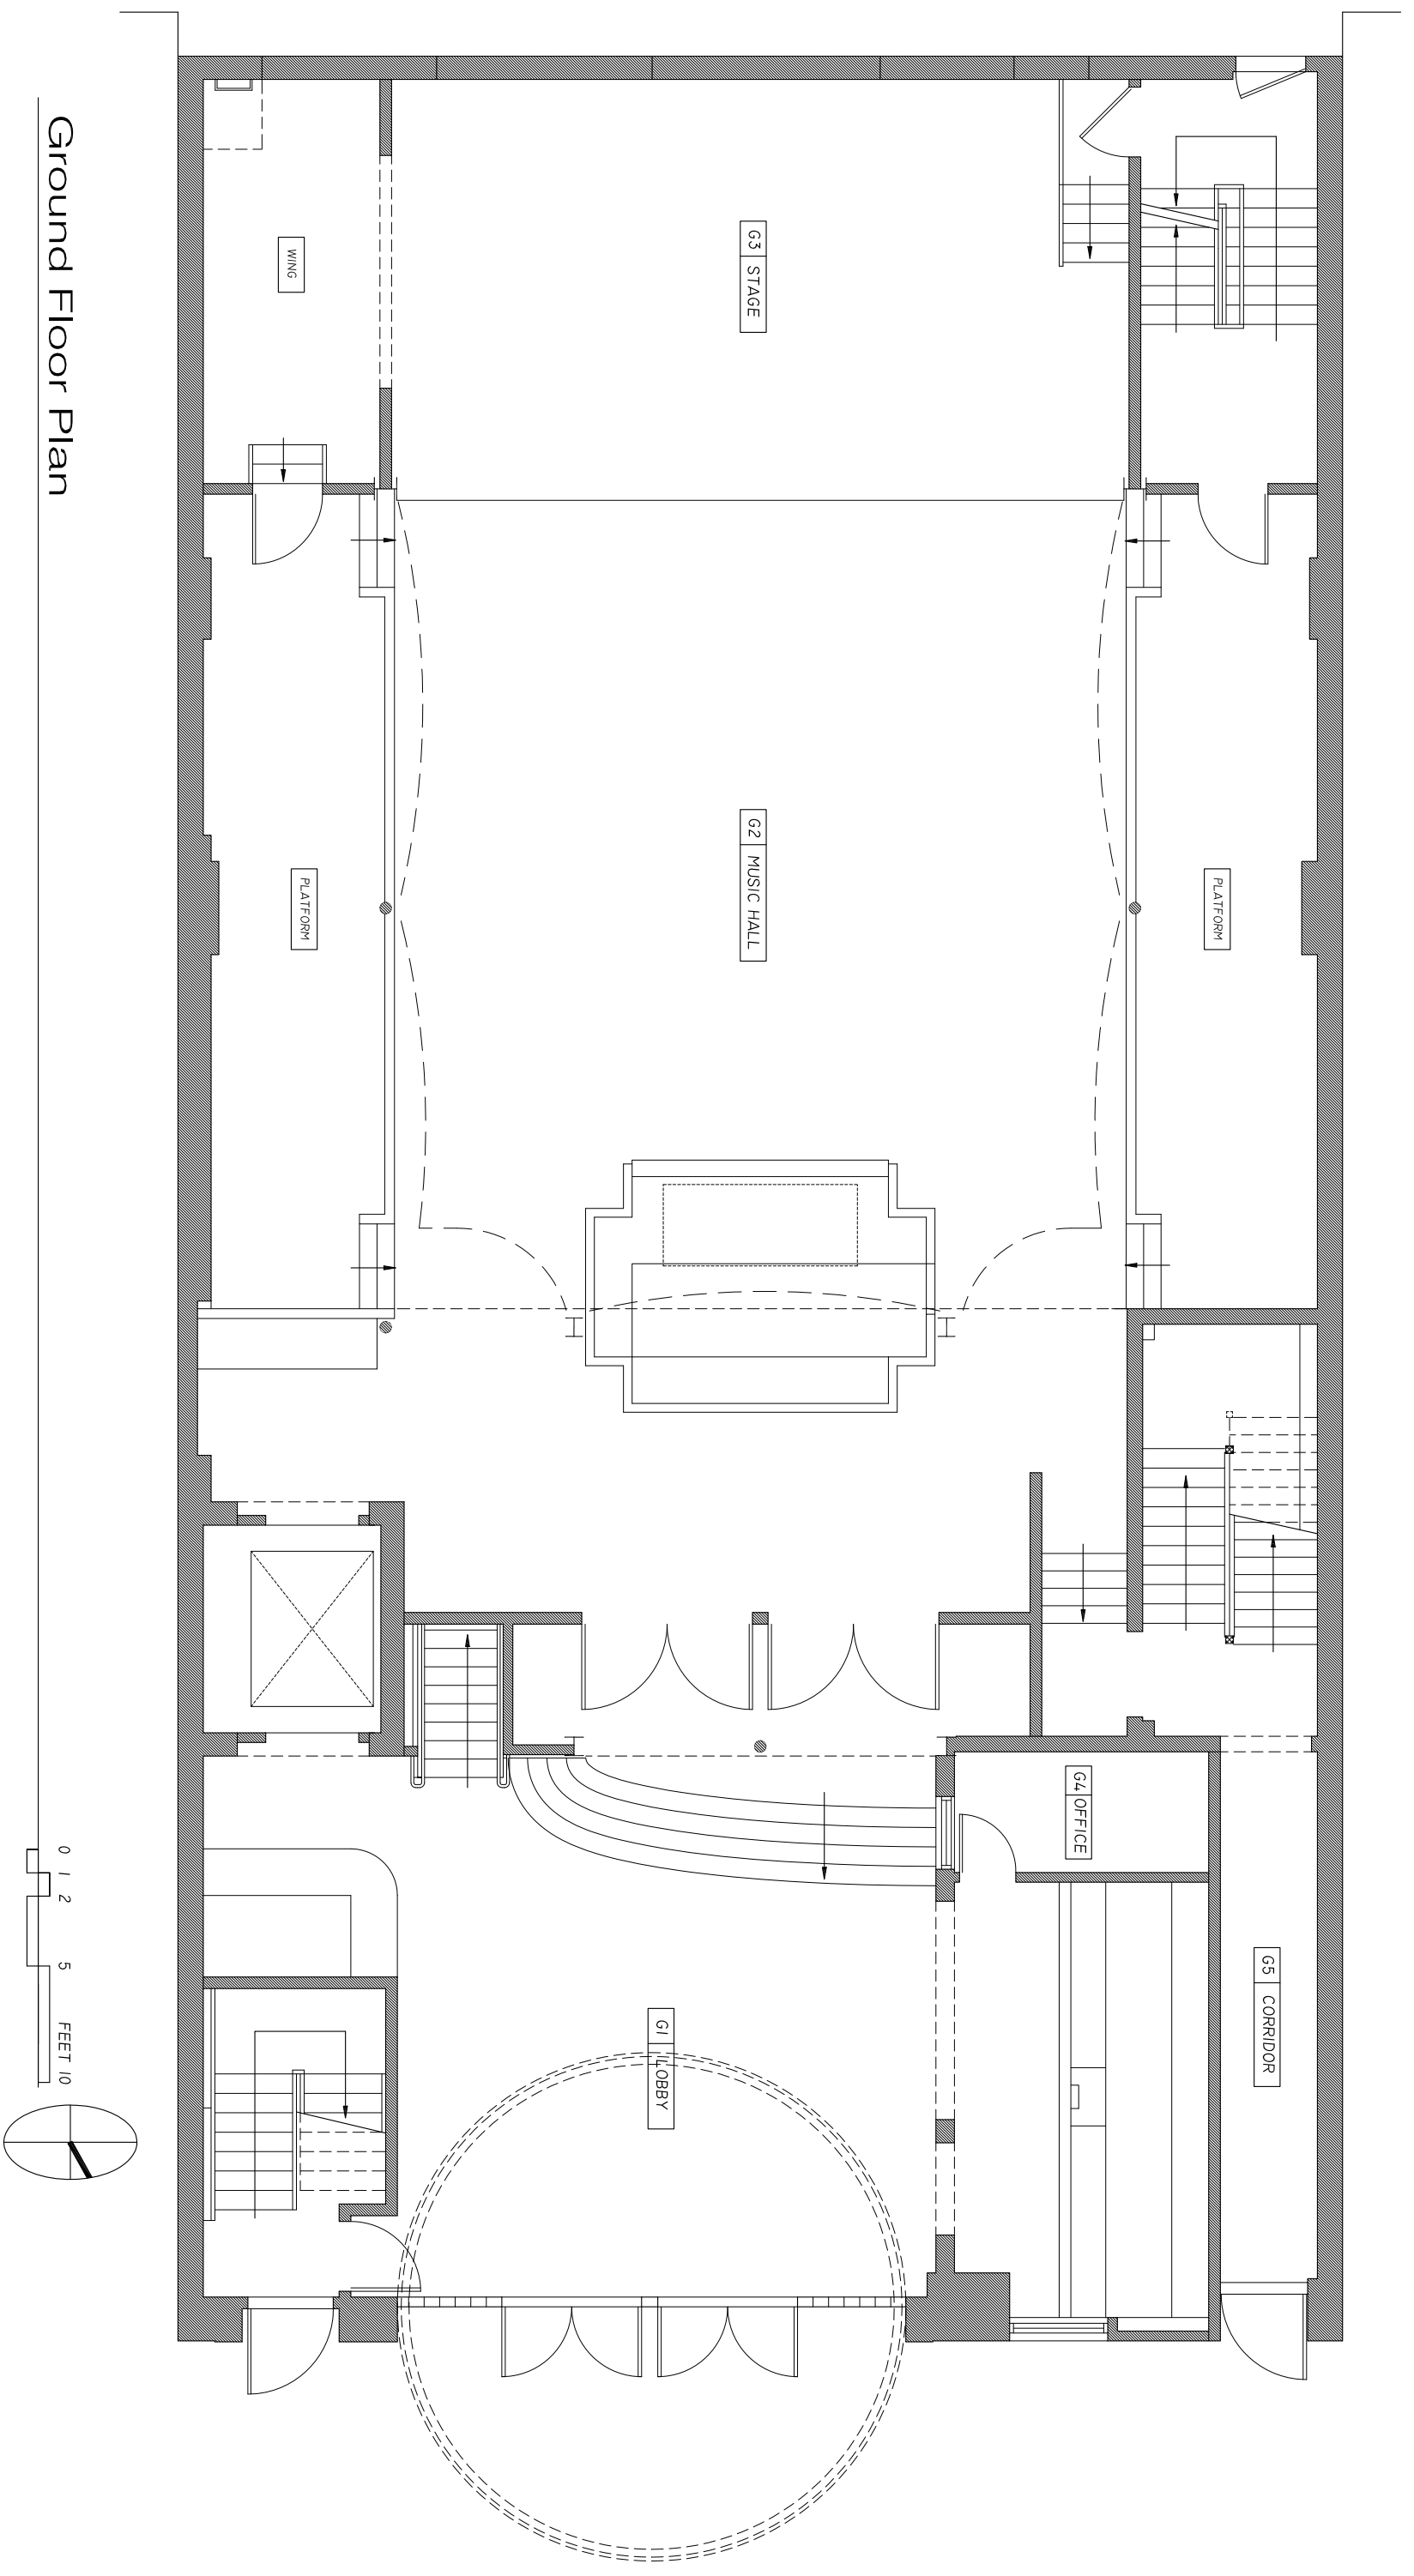 Ground Floor Plan
WING
G3 STAGE
PLATFORM
G2 MUSIC HALL
PLATFORM
G4 OFFICE
G5 CORRIDOR
G1 LOBBY
0 1 2 5 FEET 10